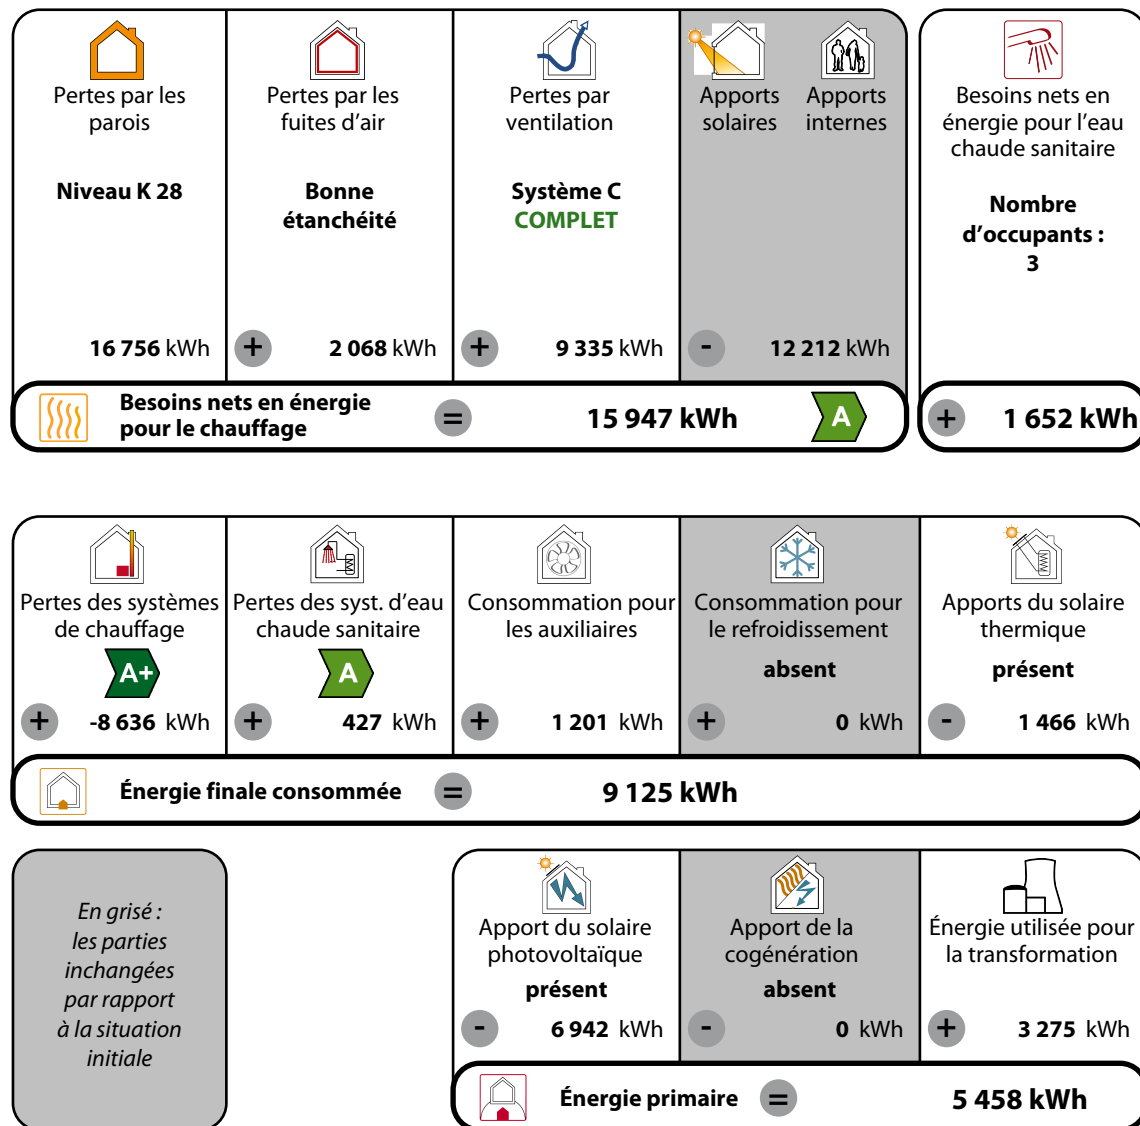 Pertes par les
parois
Niveau K 28
16 756 kWh
Pertes par les
fuites d'air
Bonne
étanchéité
+ 2 068 kWh
Pertes par
ventilation
Système C
COMPLET
+ 9 335 kWh
Apports
solaires
Apports
internes
- 12 212 kWh
Besoins nets en énergie
pour le chauffage
= 15 947 kWh
A
Besoins nets en
énergie pour l'eau
chaude sanitaire
Nombre
d'occupants :
3
+ 1 652 kWh
Pertes des systèmes
de chauffage
A+
+ -8 636 kWh
Pertes des syst. d'eau
chaude sanitaire
A
+ 427 kWh
Consommation pour
les auxiliaires
+ 1 201 kWh
Consommation pour
le refroidissement
absent
+ 0 kWh
Apports du solaire
thermique
présent
- 1 466 kWh
Énergie finale consommée = 9 125 kWh
En grisé :
les parties
inchangées
par rapport
à la situation
initiale
Apport du solaire
photovoltaïque
présent
- 6 942 kWh
Apport de la
cogénération
absent
- 0 kWh
Énergie utilisée pour
la transformation
+ 3 275 kWh
Énergie primaire = 5 458 kWh